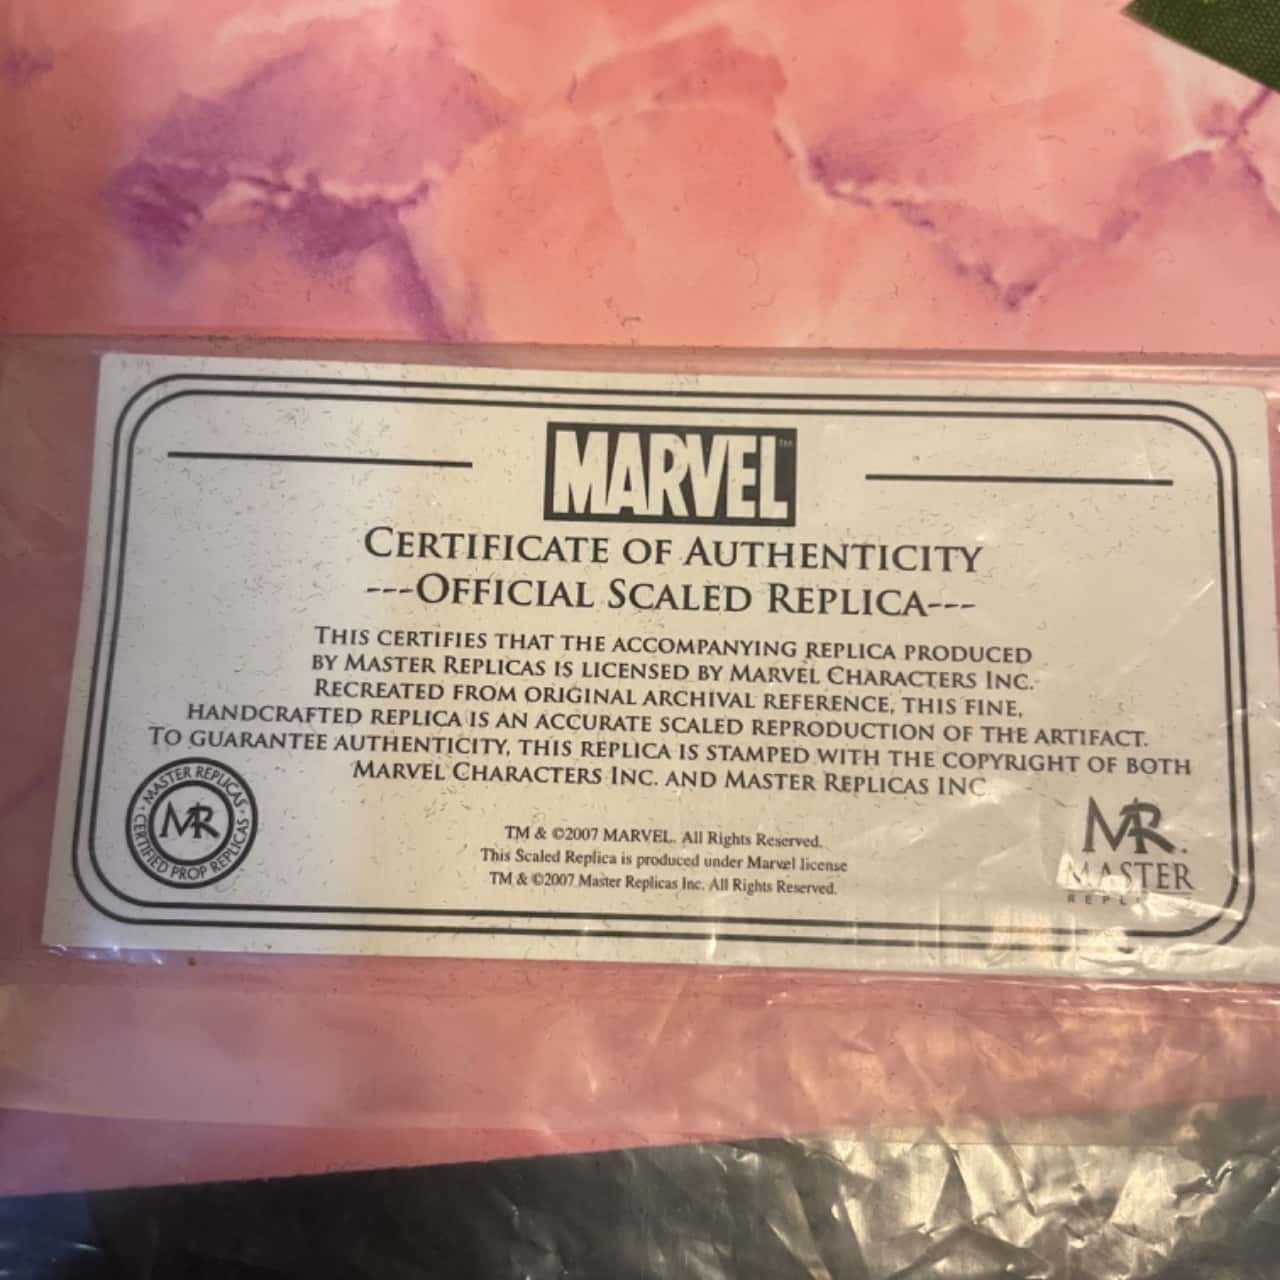 MARVEL™
CERTIFICATE OF AUTHENTICITY
---OFFICIAL SCALED REPLICA---
THIS CERTIFIES THAT THE ACCOMPANYING REPLICA PRODUCED
BY MASTER REPLICAS IS LICENSED BY MARVEL CHARACTERS INC.
RECREATED FROM ORIGINAL ARCHIVAL REFERENCE, THIS FINE,
HANDCRAFTED REPLICA IS AN ACCURATE SCALED REPRODUCTION OF THE ARTIFACT.
TO GUARANTEE AUTHENTICITY, THIS REPLICA IS STAMPED WITH THE COPYRIGHT OF BOTH
MARVEL CHARACTERS INC. AND MASTER REPLICAS INC
MASTER REPLICAS
MR
CERTIFIED PROP REPLICAS
TM & ©2007 MARVEL. All Rights Reserved.
This Scaled Replica is produced under Marvel license
TM & ©2007 Master Replicas Inc. All Rights Reserved.
MR.
MASTER